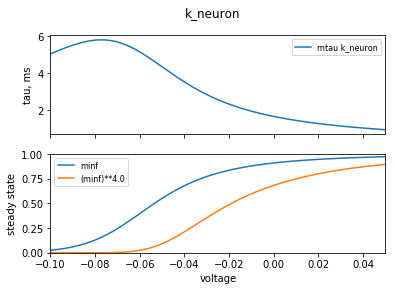 k_neuron
6
4
2
tau, ms
mtau k_neuron
1.00
0.75
0.50
0.25
0.00
steady state
minf
(minf)**4.0
−0.10 −0.08 −0.06 −0.04 −0.02 0.00 0.02 0.04
voltage